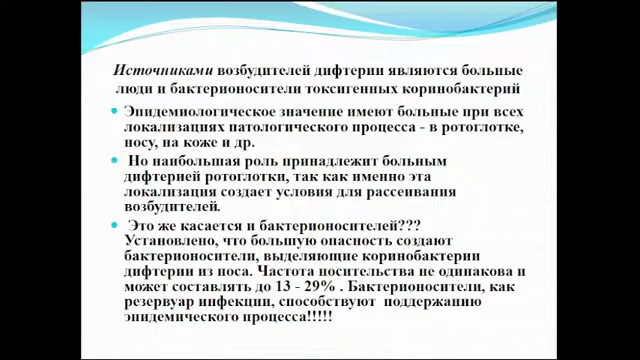 Источниками возбудителей дифтерии являются больные
люди и бактерионосители токсигенных коринобактерий
Эпидемиологическое значение имеют больные при всех
локализациях патологического процесса - в ротоглотке,
носу, на коже и др.
Но наибольшая роль принадлежит больным
дифтерией ротоглотки, так как именно эта
локализация создает условия для рассеивания
возбудителей.
Это же касается и бактерионосителей???
Установлено, что большую опасность создают
бактерионосители, выделяющие коринобактерии
дифтерии из носа. Частота носительства не одинакова и
может составлять до 13 - 29% . Бактерионосители, как
резервуар инфекции, способствуют поддержанию
эпидемического процесса!!!!!